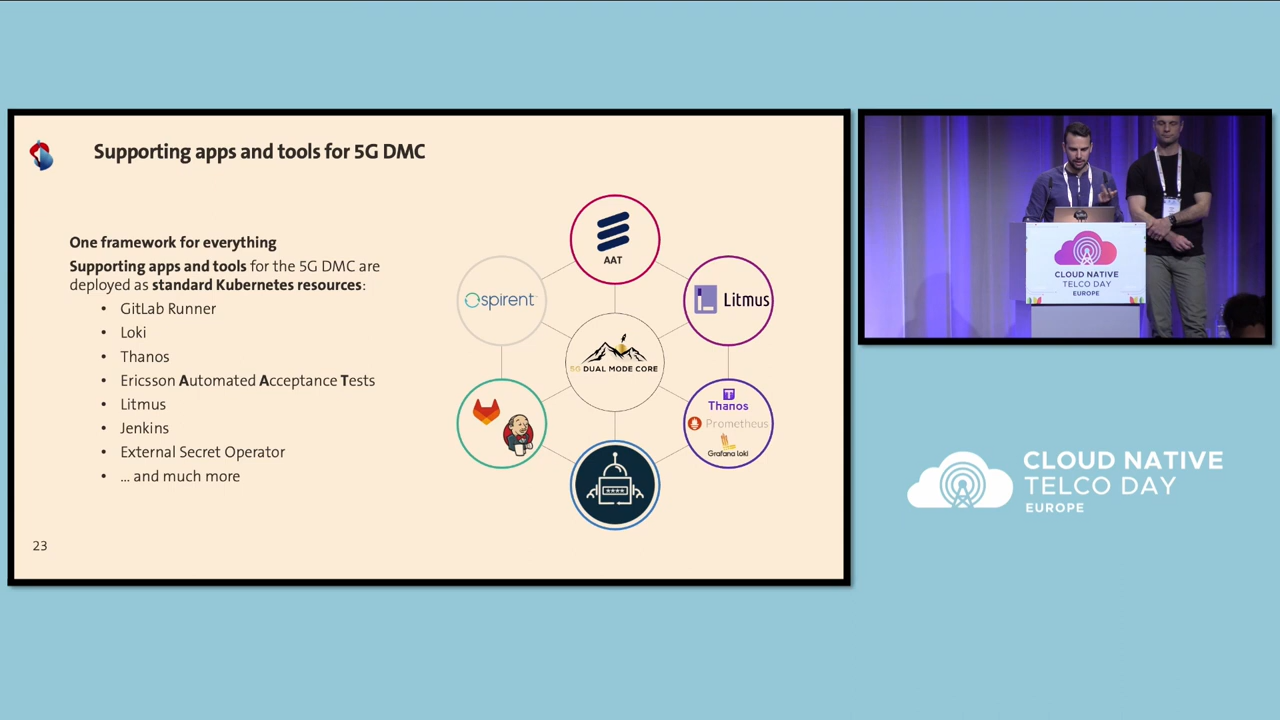 Supporting apps and tools for 5G DMC
One framework for everything
Supporting apps and tools for the 5G DMC are
deployed as standard Kubernetes resources:
• GitLab Runner
• Loki
• Thanos
• Ericsson Automated Acceptance Tests
• Litmus
• Jenkins
• External Secret Operator
• ... and much more
23
AAT
spirent
Litmus
5G DUAL MODE CORE
Thanos
Prometheus
Grafana loki
****
CLOUD NATIVE
TELCO DAY
EUROPE
CLOUD NATIVE
TELCO DAY
EUROPE